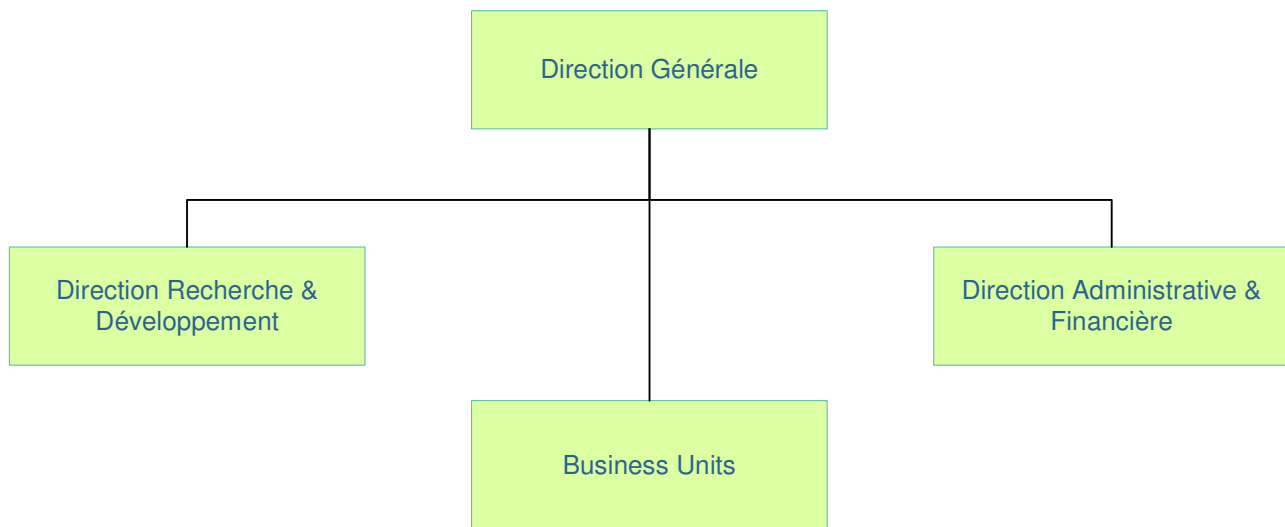 Direction Générale
Direction Recherche &
Développement
Direction Administrative &
Financière
Business Units